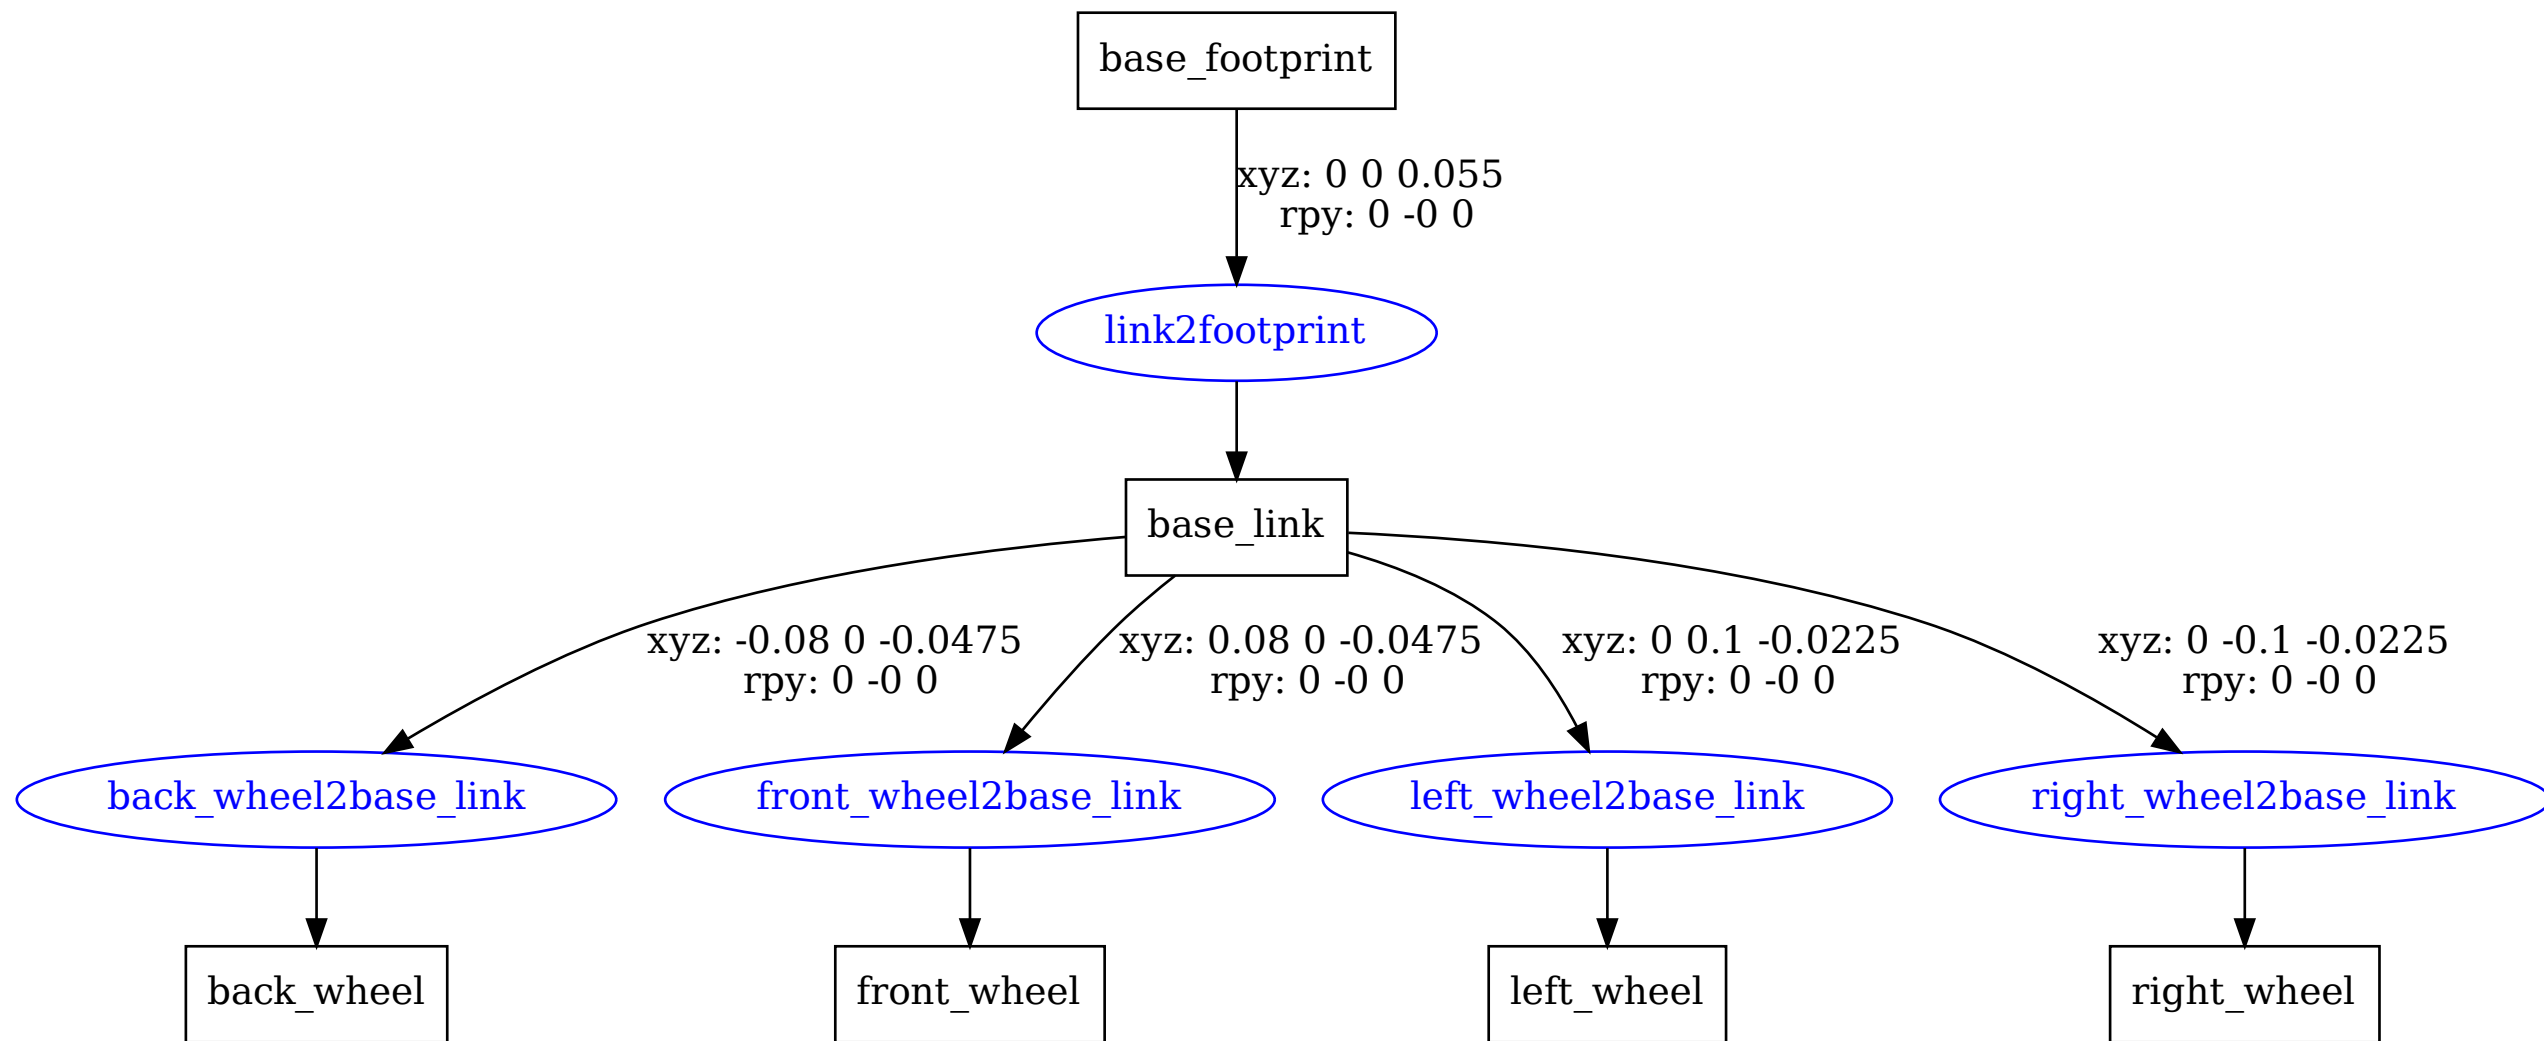 base_footprint
xyz: 0 0 0.055
rpy: 0 -0 0
link2footprint
base_link
xyz: -0.08 0 -0.0475
rpy: 0 -0 0
xyz: 0.08 0 -0.0475
rpy: 0 -0 0
xyz: 0 0.1 -0.0225
rpy: 0 -0 0
xyz: 0 -0.1 -0.0225
rpy: 0 -0 0
back_wheel2base_link
front_wheel2base_link
left_wheel2base_link
right_wheel2base_link
back_wheel
front_wheel
left_wheel
right_wheel